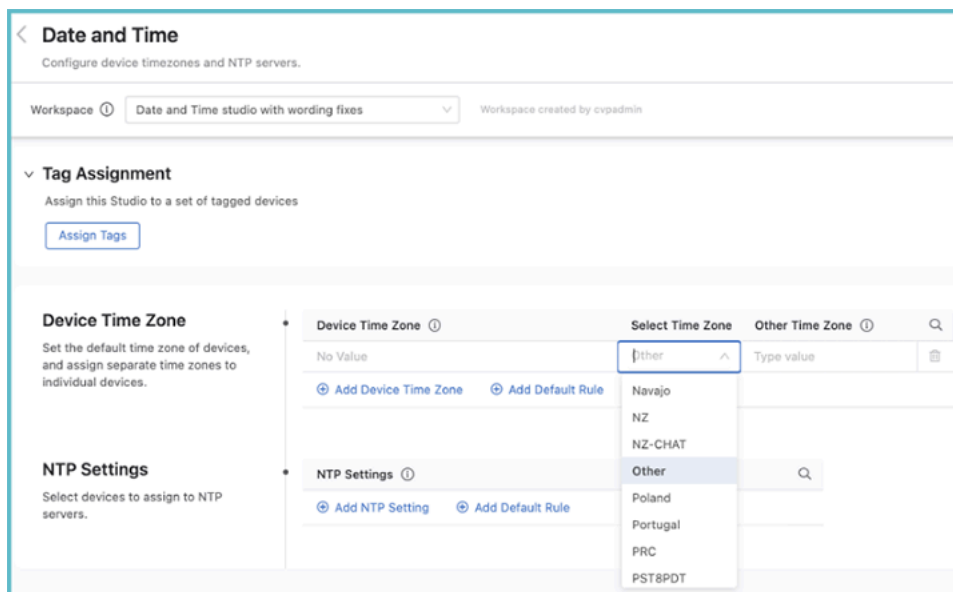 Date and Time
Configure device timezones and NTP servers.
Workspace
Date and Time studio with wording fixes
Workspace created by cvpadmin
Tag Assignment
Assign this Studio to a set of tagged devices
Assign Tags
Device Time Zone
Set the default time zone of devices,
and assign separate time zones to
individual devices.
Device Time Zone
Select Time Zone
Other Time Zone
No Value
Other
Type value
Add Device Time Zone
Add Default Rule
Navajo
NZ
NZ-CHAT
Other
Poland
Portugal
PRC
PST8PDT
NTP Settings
Select devices to assign to NTP
servers.
NTP Settings
Add NTP Setting
Add Default Rule